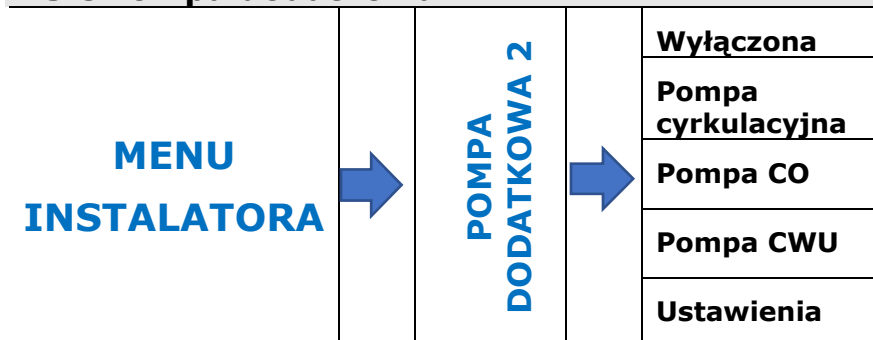 MENU
INSTALATORA
POMPA
DODATKOWA 2
Wyłączona
Pompa
cyrkulacyjna
Pompa CO
Pompa CWU
Ustawienia